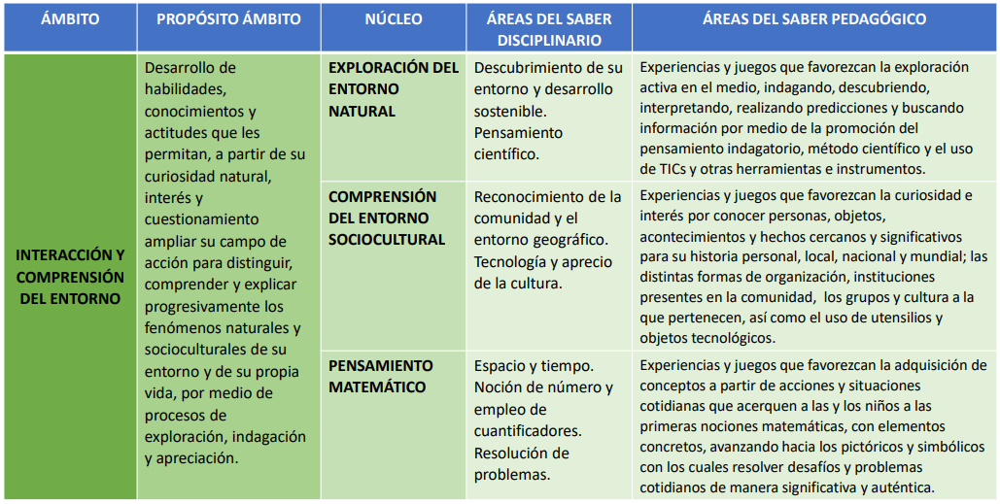 ÁMBITO
PROPÓSITO ÁMBITO
NÚCLEO
ÁREAS DEL SABER
DISCIPLINARIO
ÁREAS DEL SABER PEDAGÓGICO
INTERACCIÓN Y
COMPRENSIÓN
DEL ENTORNO
Desarrollo de
habilidades,
conocimientos y
actitudes que les
permitan, a partir de su
curiosidad natural,
interés y
cuestionamiento
ampliar su campo de
acción para distinguir,
comprender y explicar
progresivamente los
fenómenos naturales y
socioculturales de su
entorno y de su propia
vida, por medio de
procesos de
exploración, indagación
y apreciación.
EXPLORACIÓN DEL
ENTORNO
NATURAL
Descubrimiento de su
entorno y desarrollo
sostenible.
Pensamiento
científico.
Experiencias y juegos que favorezcan la exploración
activa en el medio, indagando, descubriendo,
interpretando, realizando predicciones y buscando
información por medio de la promoción del
pensamiento indagatorio, método científico y el uso
de TICs y otras herramientas e instrumentos.
COMPRENSIÓN
DEL ENTORNO
SOCIOCULTURAL
Reconocimiento de la
comunidad y el
entorno geográfico.
Tecnología y aprecio
de la cultura.
Experiencias y juegos que favorezcan la curiosidad e
interés por conocer personas, objetos,
acontecimientos y hechos cercanos y significativos
para su historia personal, local, nacional y mundial; las
distintas formas de organización, instituciones
presentes en la comunidad, los grupos y cultura a la
que pertenecen, así como el uso de utensilios y
objetos tecnológicos.
PENSAMIENTO
MATEMÁTICO
Espacio y tiempo.
Noción de número y
empleo de
cuantificadores.
Resolución de
problemas.
Experiencias y juegos que favorezcan la adquisición de
conceptos a partir de acciones y situaciones
cotidianas que acerquen a las y los niños a las
primeras nociones matemáticas, con elementos
concretos, avanzando hacia los pictóricos y simbólicos
con los cuales resolver desafíos y problemas
cotidianos de manera significativa y auténtica.